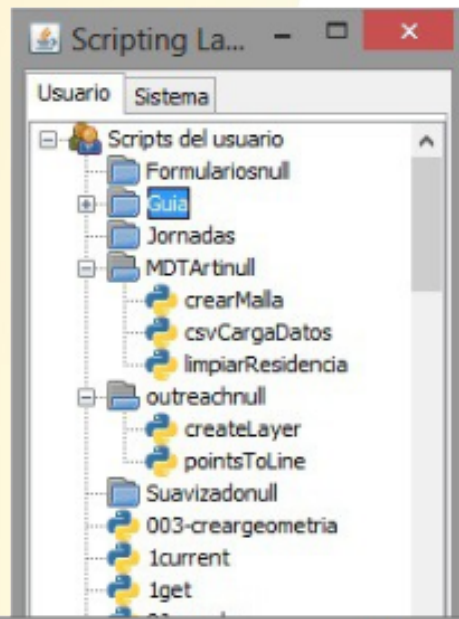 Scripting La...
Usuario Sistema
Scripts del usuario
Formulariosnull
Guia
Jornadas
MDTArtinull
crearMalla
csvCargaDatos
limpiarResidencia
outreachnull
createLayer
pointsToLine
Suavizadonull
003-creargeometria
1current
1get